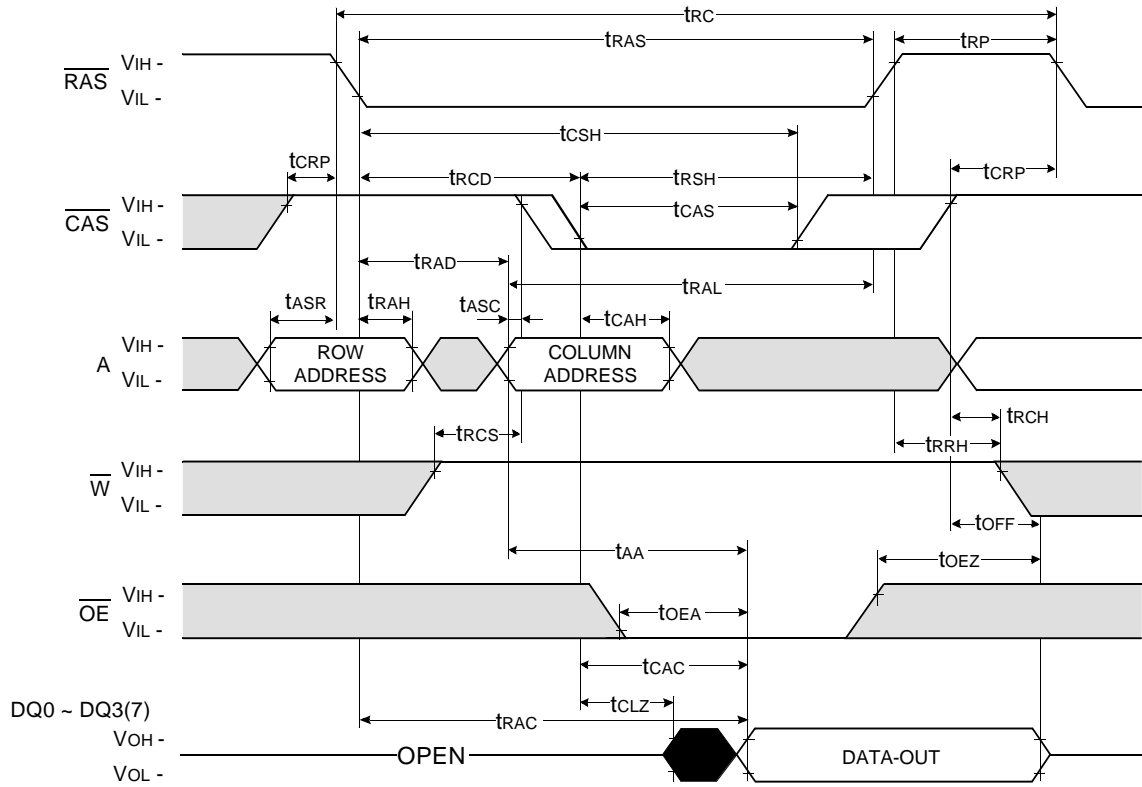 tRC
tRAS
tRP
RAS
VIH -
VIL -
tCSH
tCRP
tRCD
tRSH
tCRP
CAS
VIH -
VIL -
tCAS
tRAD
tRAL
tASR
tRAH
tASC
tCAH
A
VIH -
VIL -
ROW
ADDRESS
COLUMN
ADDRESS
tRCH
tRCS
tRRH
W
VIH -
VIL -
tOFF
tAA
tOEZ
OE
VIH -
VIL -
tOEA
tCAC
tCLZ
DQ0 ~ DQ3(7)
tRAC
VOH -
VOL -
OPEN
DATA-OUT